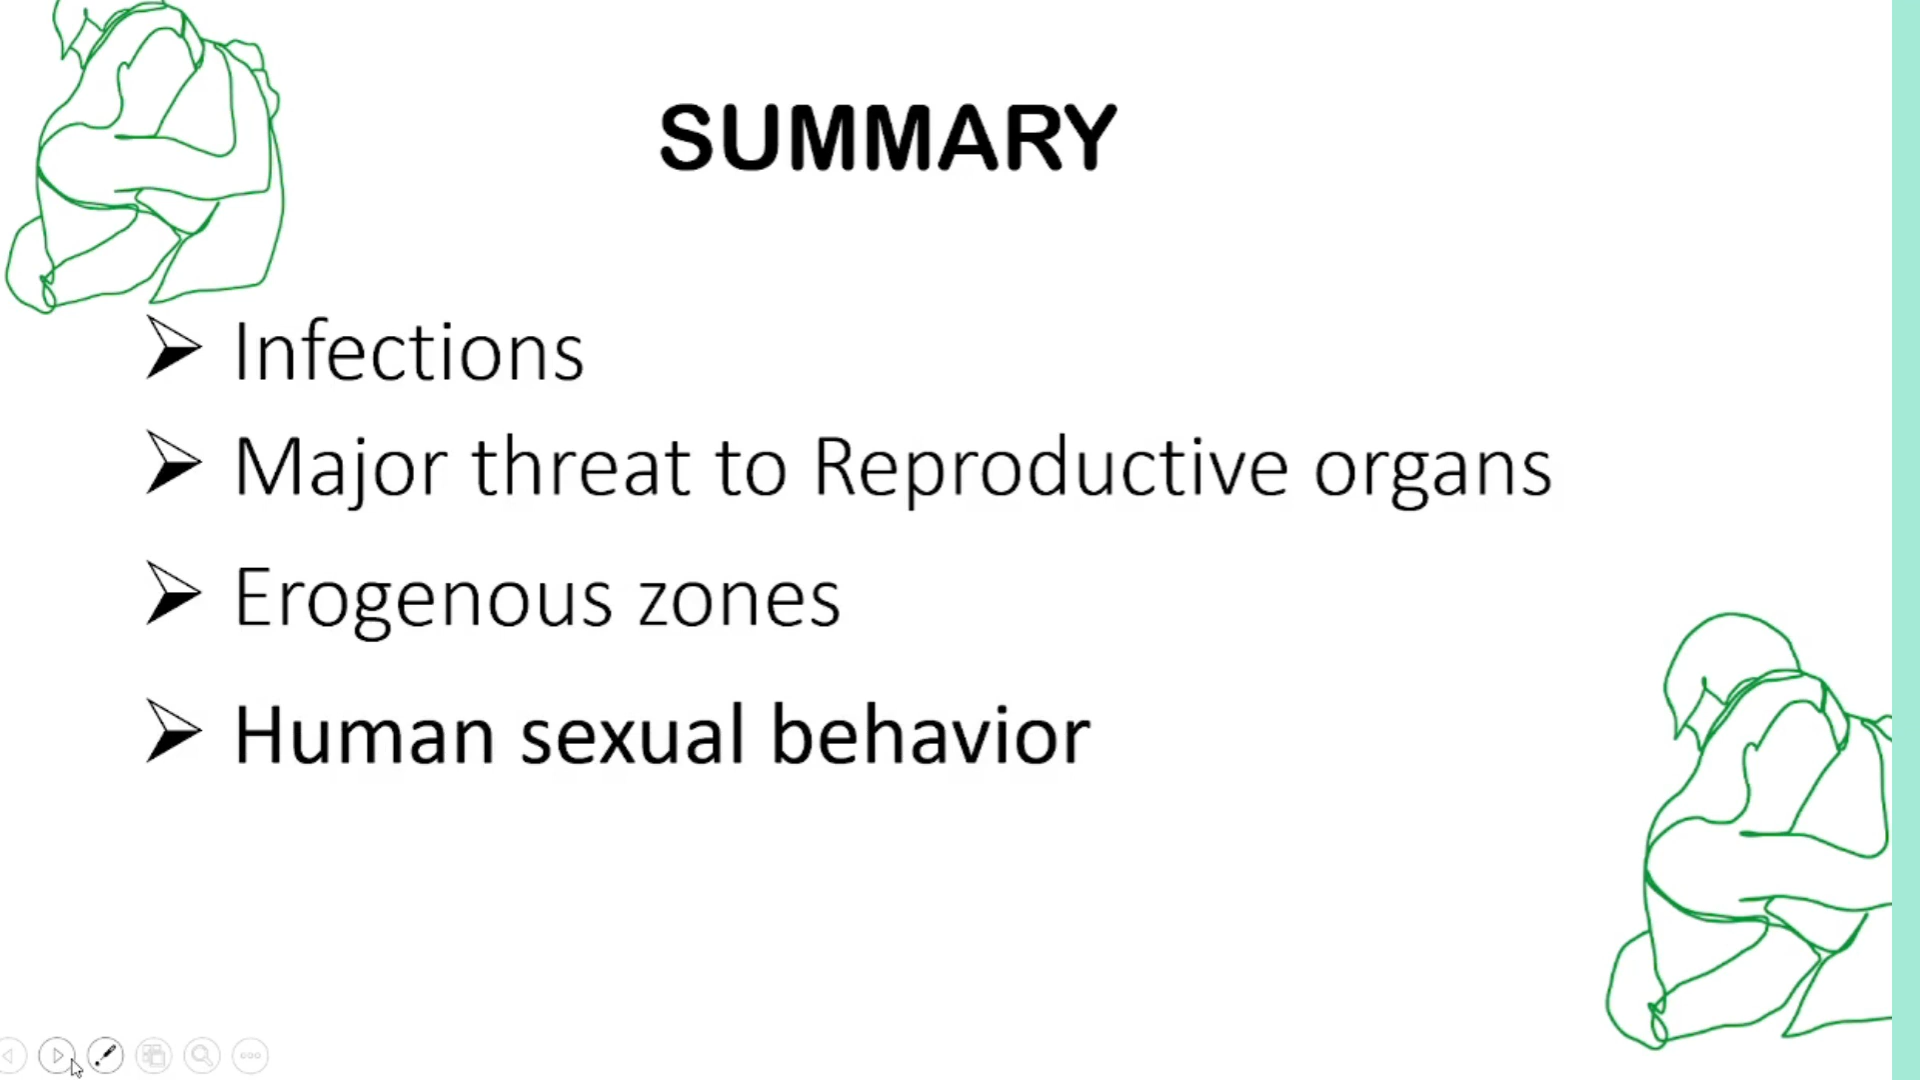 SUMMARY
Infections
Major threat to Reproductive organs
Erogenous zones
Human sexual behavior